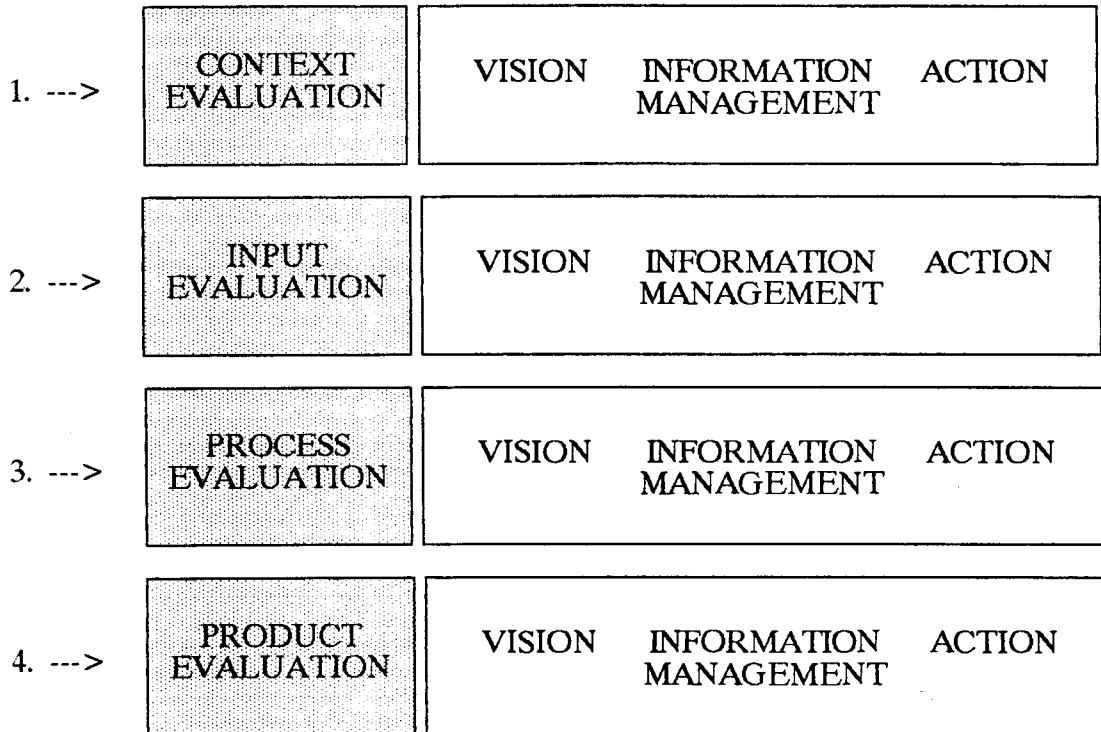 1. ---> CONTEXT EVALUATION VISION INFORMATION MANAGEMENT ACTION
2. ---> INPUT EVALUATION VISION INFORMATION MANAGEMENT ACTION
3. ---> PROCESS EVALUATION VISION INFORMATION MANAGEMENT ACTION
4. ---> PRODUCT EVALUATION VISION INFORMATION MANAGEMENT ACTION